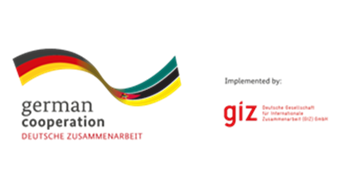 german
cooperation
DEUTSCHE ZUSAMMENARBEIT
Implemented by:
giz
Deutsche Gesellschaft
für Internationale
Zusammenarbeit (GIZ) GmbH